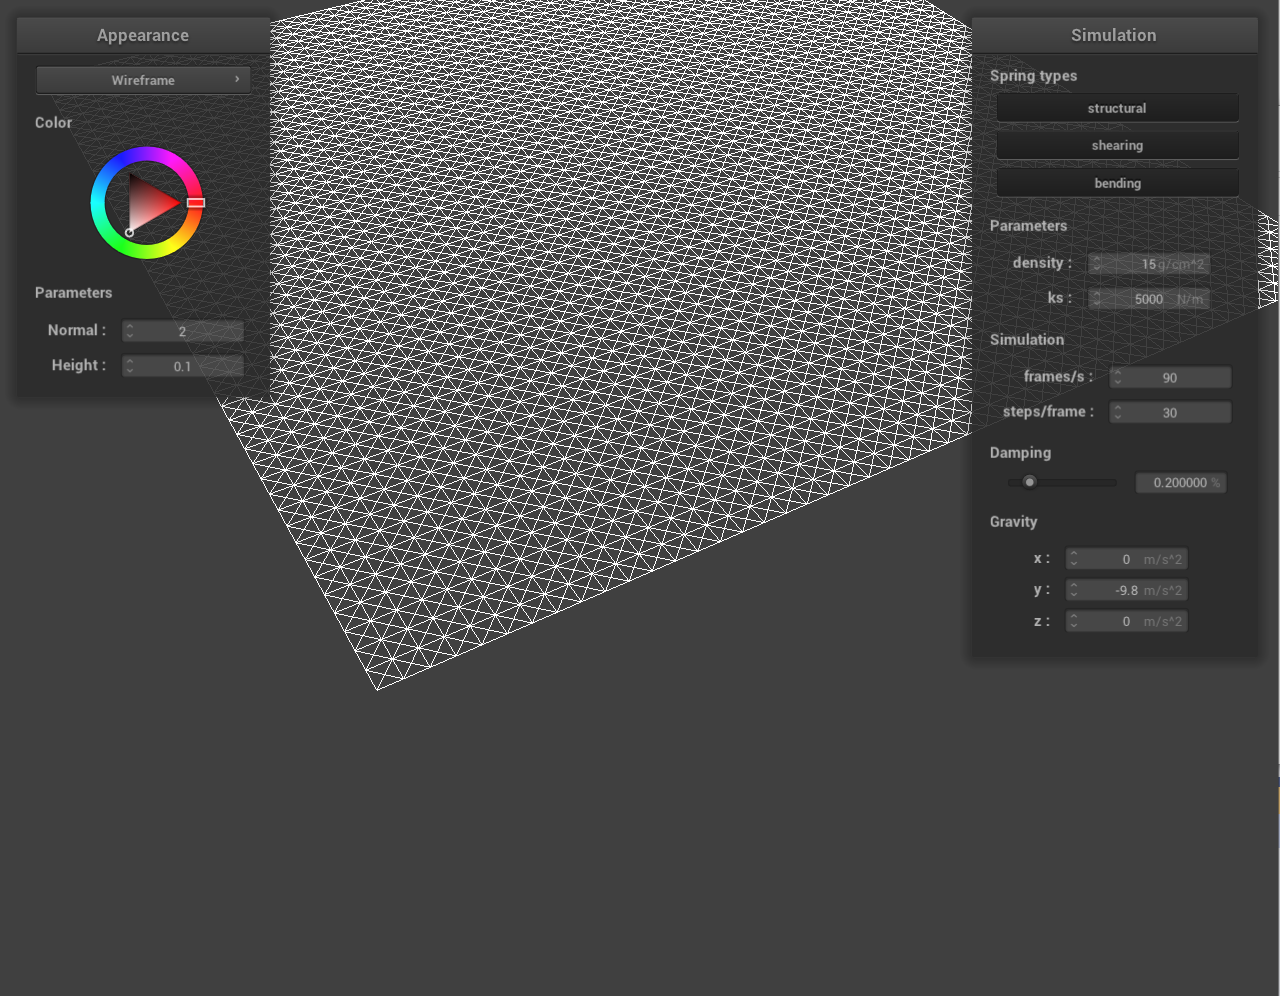 Appearance
Wireframe ›
Color
Parameters
Normal : 2
Height : 0.1
Simulation
Spring types
structural
shearing
bending
Parameters
density : 15 g/cm^2
ks : 5000 N/m
Simulation
frames/s : 90
steps/frame : 30
Damping
0.200000 %
Gravity
x : 0 m/s^2
y : -9.8 m/s^2
z : 0 m/s^2